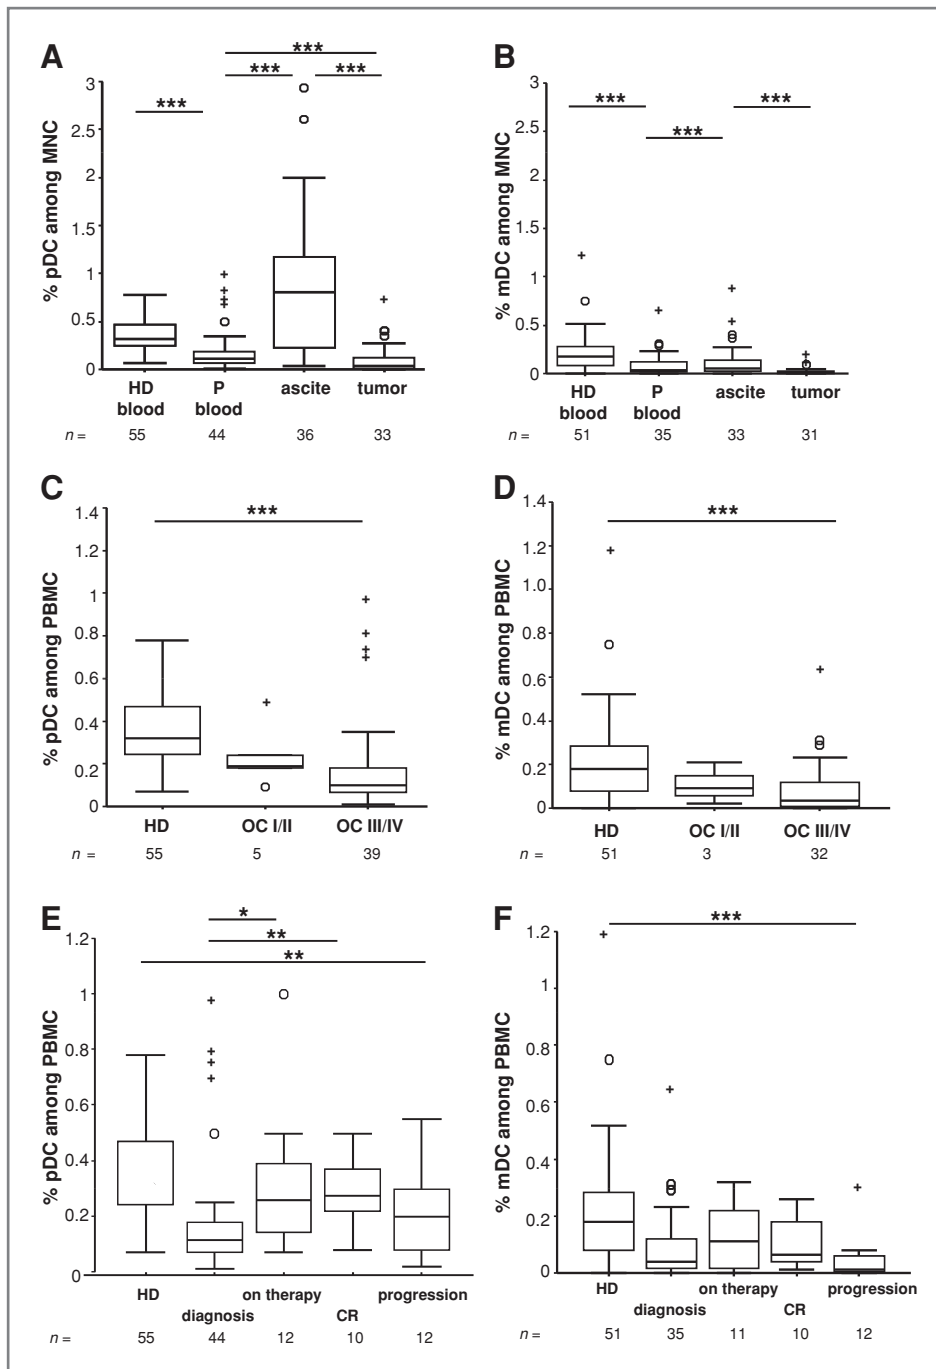 A
% pDC among MNC
3
2.5
2
1.5
1
0.5
0
***
***
***
***
HD blood
P blood
ascite
tumor
n =
55
44
36
33
B
% mDC among MNC
3
2.5
2
1.5
1
0.5
0
***
***
***
HD blood
P blood
ascite
tumor
n =
51
35
33
31
C
% pDC among PBMC
1.4
1.2
1
0.8
0.6
0.4
0.2
0
***
HD
OC I/II
OC III/IV
n =
55
5
39
D
% mDC among PBMC
1.4
1.2
1.0
0.8
0.6
0.4
0.2
0
***
HD
OC I/II
OC III/IV
n =
51
3
32
E
% pDC among PBMC
1.2
1
0.8
0.6
0.4
0.2
0
*
**
**
HD
diagnosis
on therapy
CR
progression
n =
55
44
12
10
12
F
% mDC among PBMC
1.2
1
0.8
0.6
0.4
0.2
0
***
HD
diagnosis
on therapy
CR
progression
n =
51
35
11
10
12